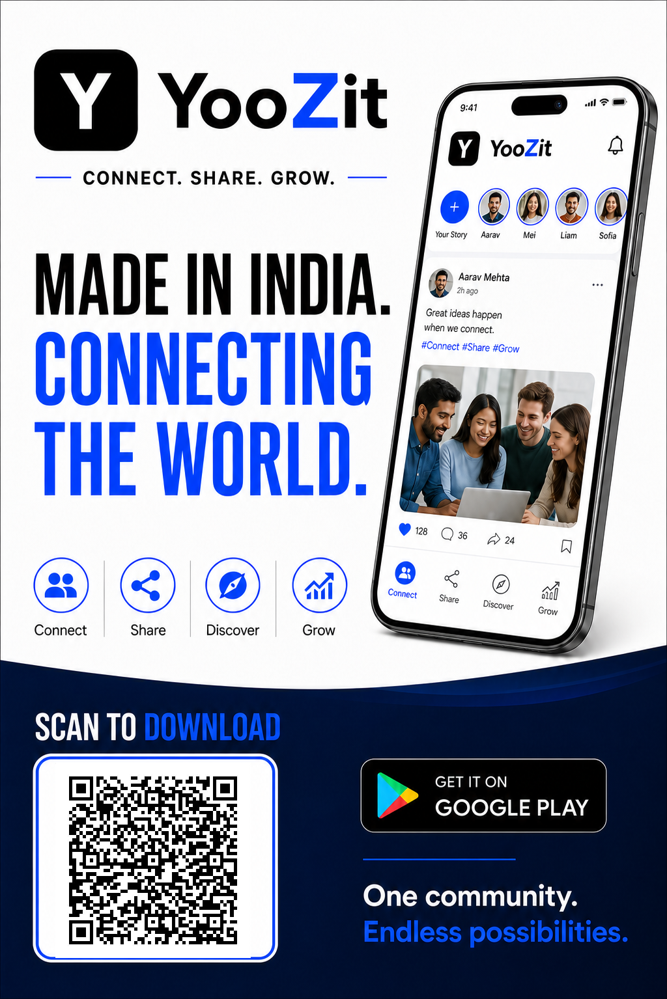 Y YooZit
CONNECT. SHARE. GROW.
MADE IN INDIA.
CONNECTING
THE WORLD.
Connect
Share
Discover
Grow
9:41
Y YooZit
Your Story
Aarav
Mei
Liam
Sofia
Aarav Mehta
2h ago
Great ideas happen
when we connect.
#Connect #Share #Grow
128
36
24
Connect
Share
Discover
Grow
SCAN TO DOWNLOAD
GET IT ON
GOOGLE PLAY
One community.
Endless possibilities.